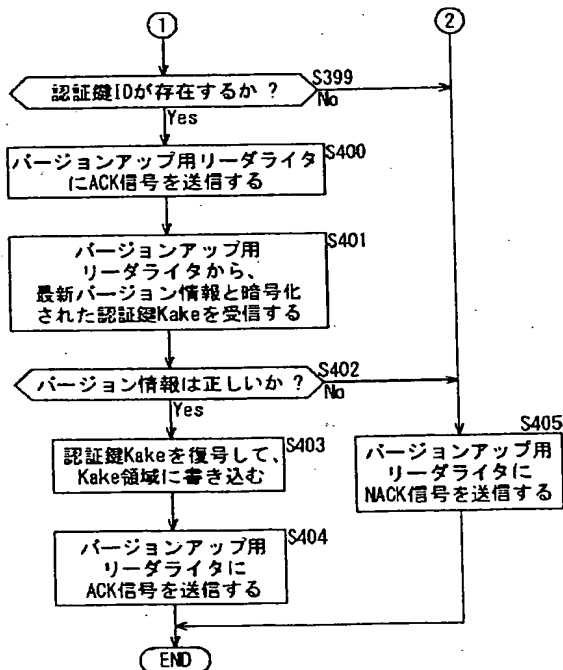 1
2
認証鍵IDが存在するか ?
S399
No
Yes
バージョンアップ用リーダライタ
にACK信号を送信する
S400
バージョンアップ用
リーダライタから、
最新バージョン情報と暗号化
された認証鍵Kakeを受信する
S401
バージョン情報は正しいか ?
S402
No
Yes
認証鍵Kakeを復号して、
Kake領域に書き込む
S403
S405
バージョンアップ用
リーダライタに
NACK信号を送信する
バージョンアップ用
リーダライタに
ACK信号を送信する
S404
END